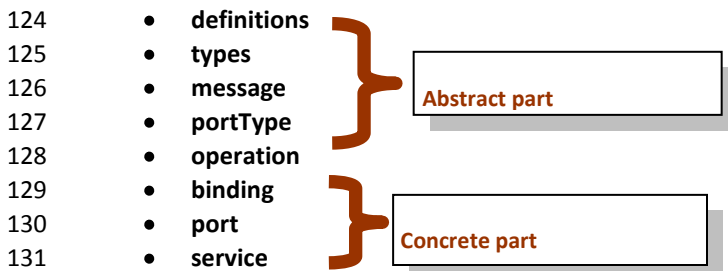 124 ● definitions
125 ● types
126 ● message
Abstract part
127 ● portType
128 ● operation
129 ● binding
130 ● port
Concrete part
131 ● service